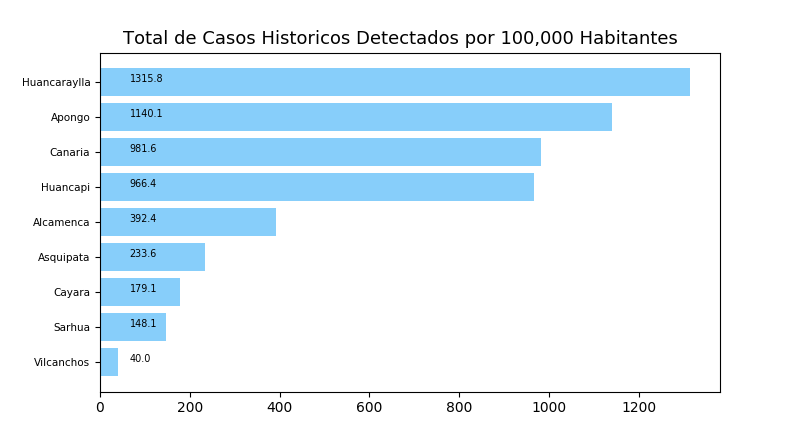 Total de Casos Historicos Detectados por 100,000 Habitantes
Huancaraylla 1315.8
Apongo 1140.1
Canaria 981.6
Huancapi 966.4
Alcamenca 392.4
Asquipata 233.6
Cayara 179.1
Sarhua 148.1
Vilcanchos 40.0
0 200 400 600 800 1000 1200